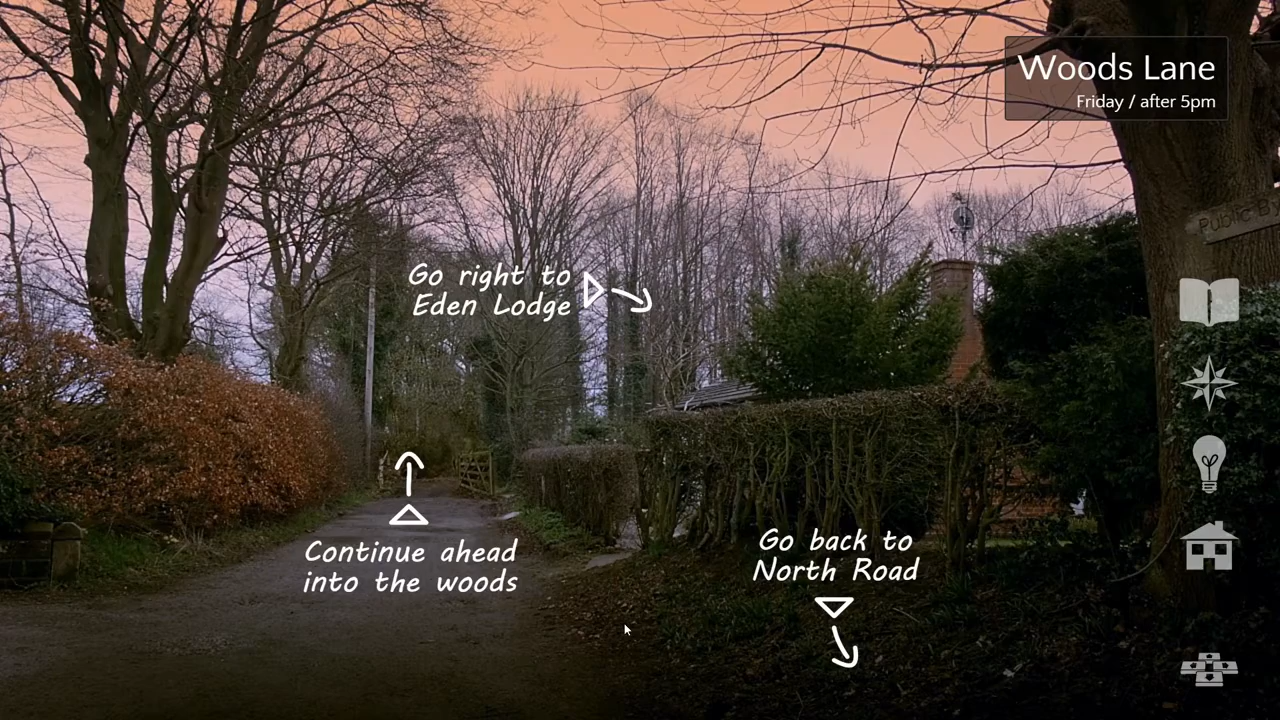 Woods Lane
Friday / after 5pm
Public
Go right to
Eden Lodge
Go back to
North Road
Continue ahead
into the woods